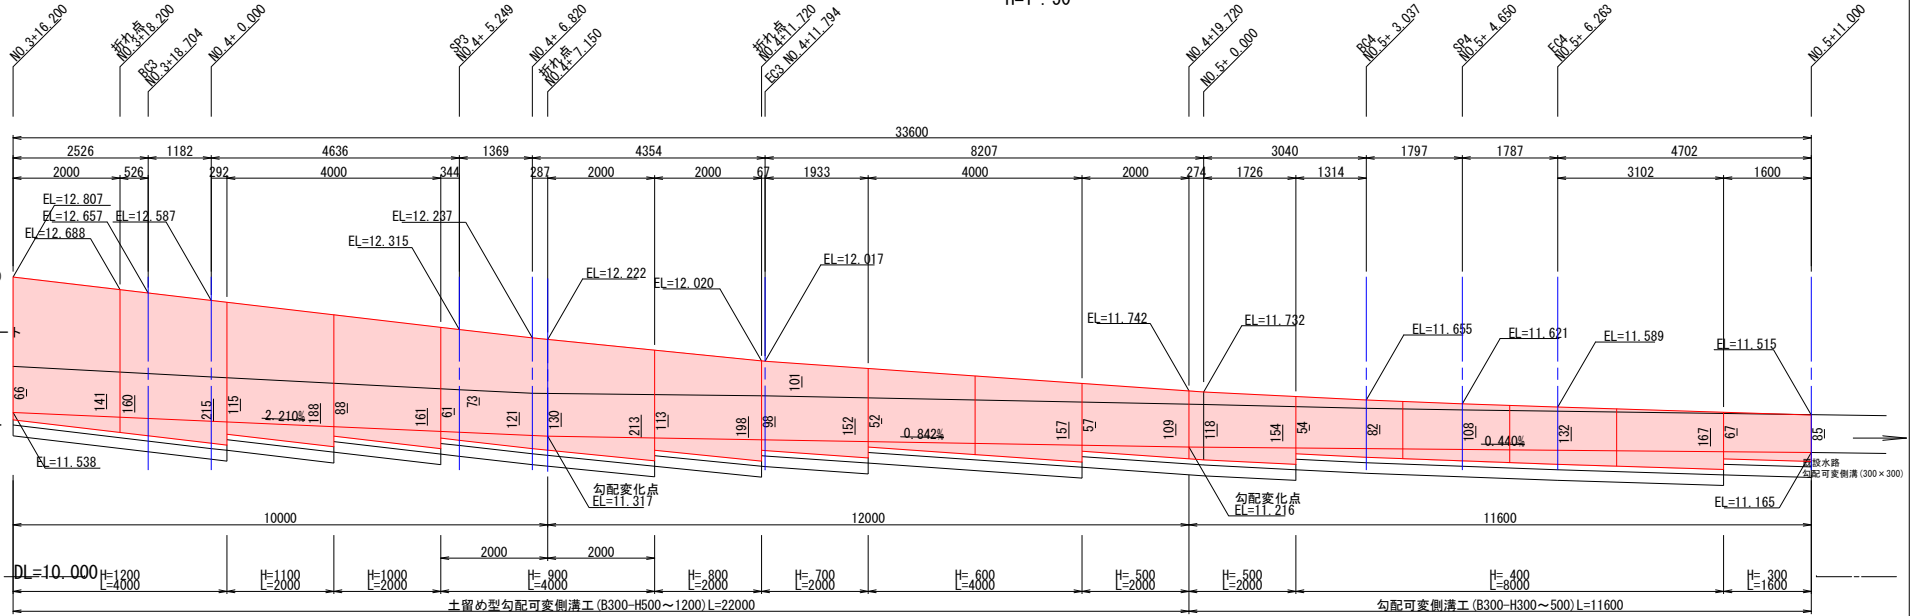 NO.3+16.200
折れ点
NO.3+18.200
BC3
NO.3+18.704
NO.4+ 0.000
SP3
NO.4+ 5.249
NO.4+ 6.820
折れ点
NO.4+ 7.150
折れ点
NO.4+11.720
EC3 NO.4+11.794
NO.4+19.720
NO.5+ 0.000
BC4
NO.5+ 3.037
SP4
NO.5+ 4.650
EC4
NO.5+ 6.263
NO.5+11.000
33600
2526 1182 4636 1369 4354 8207 3040 1797 1787 4702
2000 526 292 4000 344 287 2000 2000 67 1933 4000 2000 274 1726 1314 3102 1600
EL=12.807
EL=12.657
EL=12.587
EL=12.688
EL=12.315
EL=12.237
EL=12.222
EL=12.020
EL=12.017
EL=11.742
EL=11.732
EL=11.655
EL=11.621
EL=11.589
EL=11.515
ト
66 141 160 215 115 188 88 161 61 73 121 130 213 113 198 98 101 152 52 157 57 109 118 154 54 82 108 132 167 67 85
2.210%
0.842%
0.440%
EL=11.538
勾配変化点
EL=11.317
勾配変化点
EL=11.216
EL=11.165
既設水路
勾配可変側溝(300×300)
10000 12000 11600
2000 2000
DL=10.000
H=1200
L=4000
H=1100
L=2000
H=1000
L=2000
H= 900
L=4000
H= 800
L=2000
H= 700
L=2000
H= 600
L=4000
H= 500
L=2000
H= 500
L=2000
H= 400
L=8000
H= 300
L=1600
土留め型勾配可変側溝工(B300-H500～1200)L=22000
勾配可変側溝工(B300-H300～500)L=11600